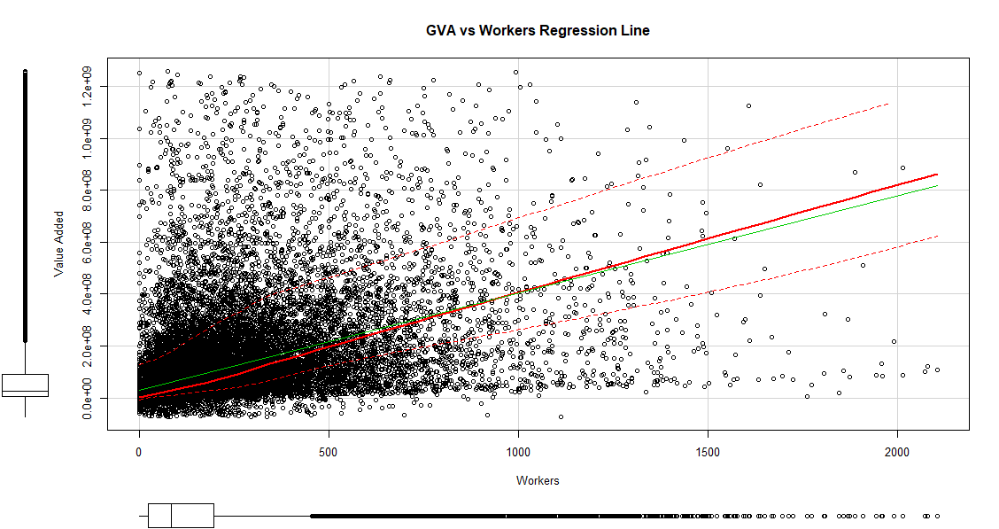 GVA vs Workers Regression Line
Value Added
1.2e+09
1.0e+09
8.0e+08
6.0e+08
4.0e+08
2.0e+08
0.0e+00
0 500 1000 1500 2000
Workers